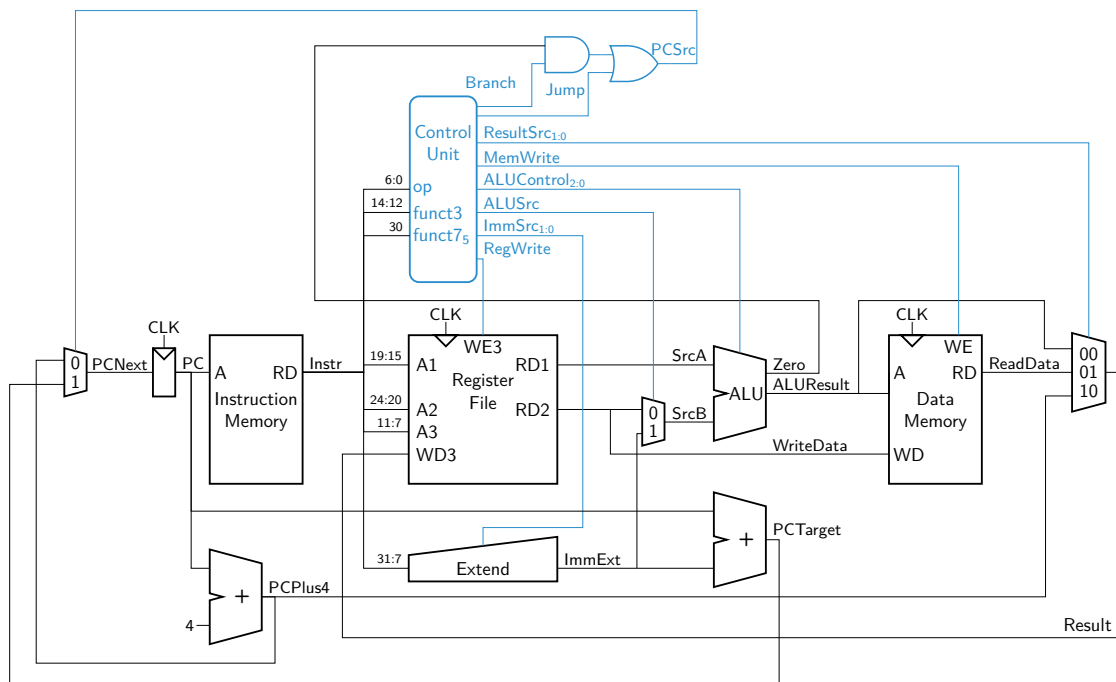 PCSrc
Branch
Jump
Control
Unit
ResultSrc1:0
MemWrite
ALUControl2:0
ALUSrc
ImmSrc1:0
RegWrite
6:0
op
14:12
funct3
30
funct75
CLK
CLK
CLK
0
1
PCNext
PC
A
RD
Instruction
Memory
Instr
19:15
A1
WE3
RD1
Register
File
24:20
A2
RD2
11:7
A3
WD3
SrcA
0
1
SrcB
ALU
Zero
ALUResult
WriteData
WE
A
RD
Data
Memory
WD
ReadData
00
01
10
31:7
Extend
ImmExt
+
PCTarget
+
4
PCPlus4
Result